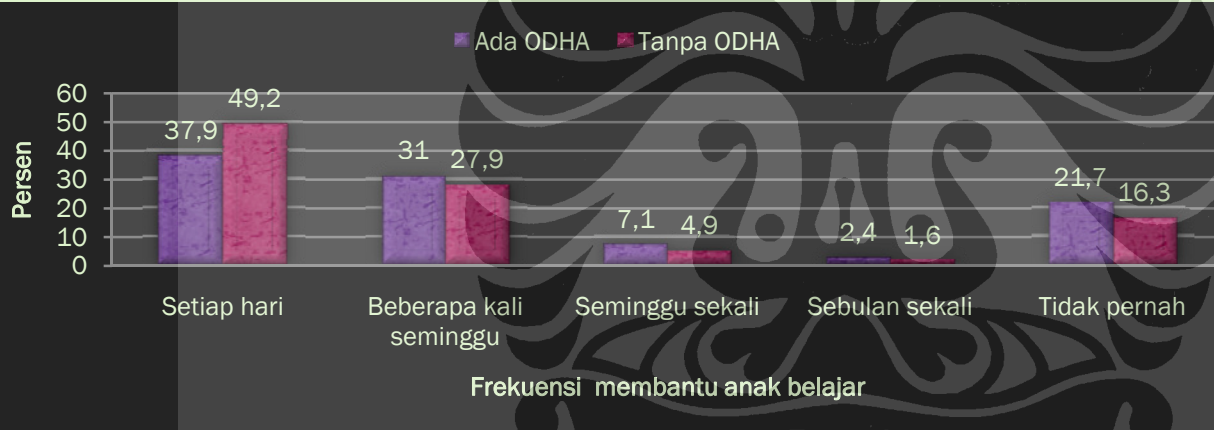 Ada ODHA Tanpa ODHA
60
50
40
30
20
10
0
Persen
37,9 49,2
31 27,9
7,1 4,9
2,4 1,6
21,7 16,3
Setiap hari
Beberapa kali
seminggu
Seminggu sekali
Sebulan sekali
Tidak pernah
Frekuensi membantu anak belajar